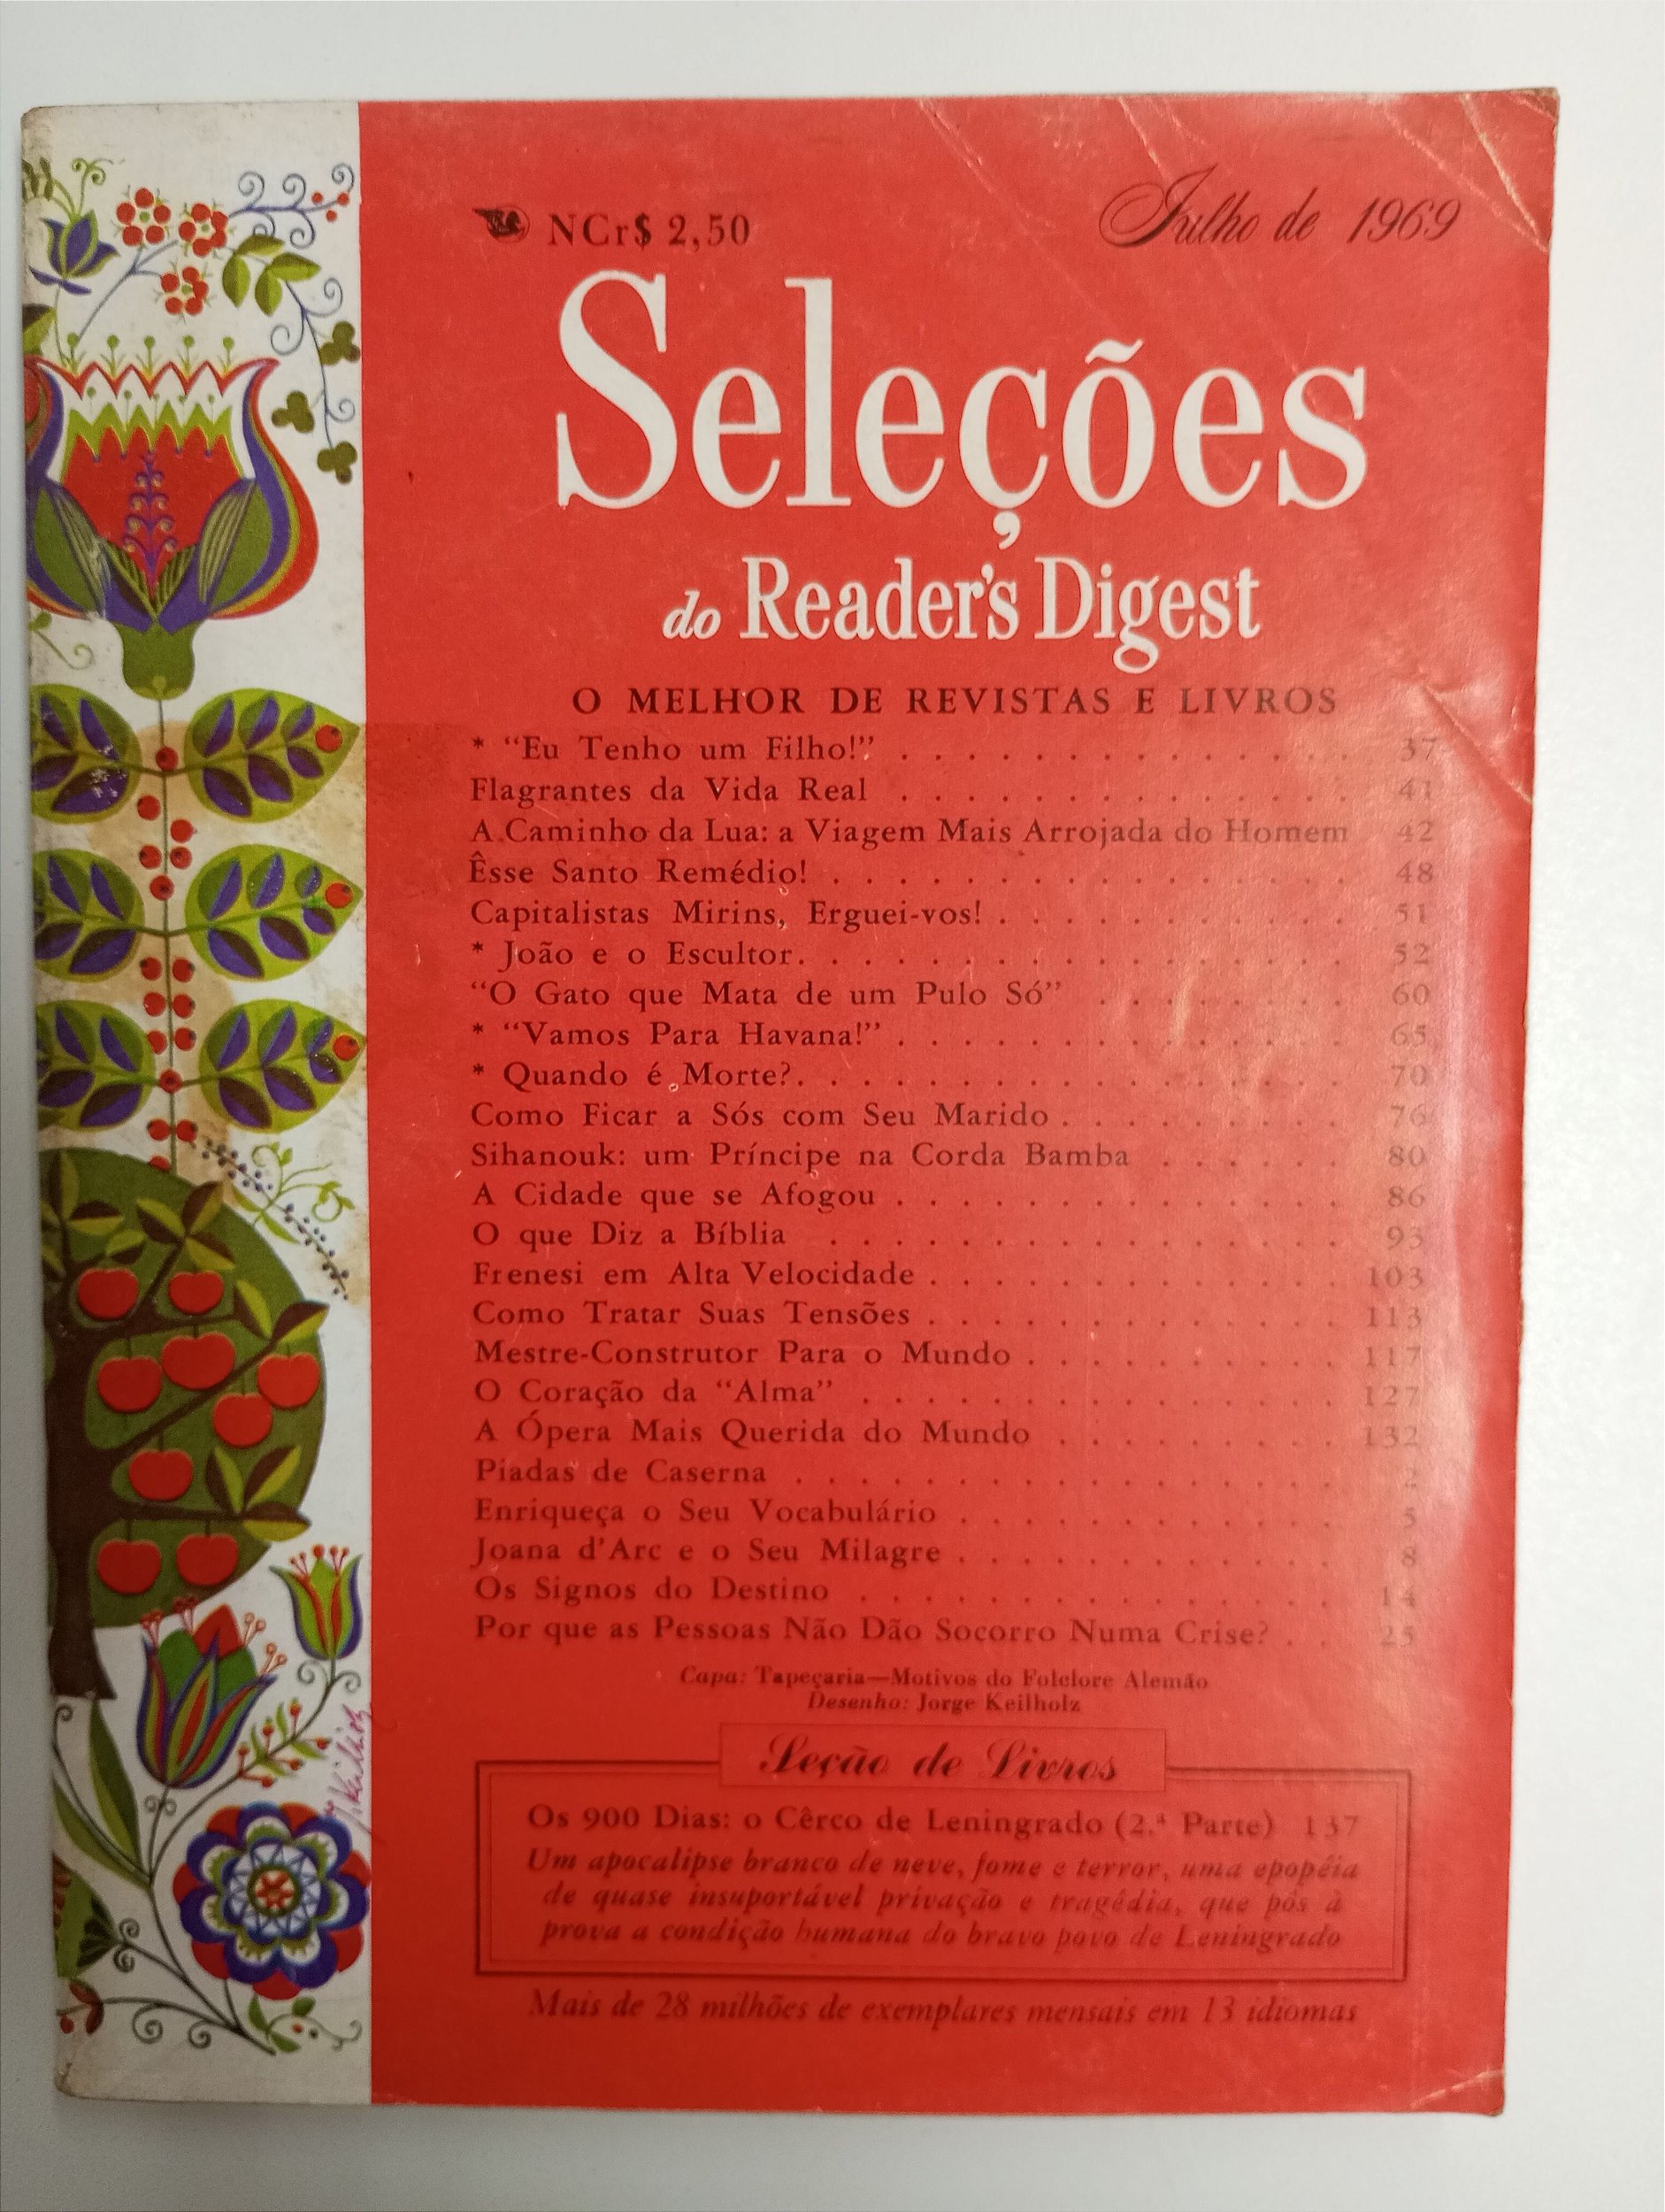 NCr$ 2,50
Julho de 1969
Seleções
do Reader's Digest
O MELHOR DE REVISTAS E LIVROS
* “Eu Tenho um Filho!” . . . . . . . . . . . . . . 37
Flagrantes da Vida Real . . . . . . . . . . . . . . 41
A Caminho da Lua: a Viagem Mais Arrojada do Homem 42
Êsse Santo Remédio! . . . . . . . . . . . . . . . . 48
Capitalistas Mirins, Erguei-vos! . . . . . . . . . . . 51
* João e o Escultor. . . . . . . . . . . . . . . . . 52
“O Gato que Mata de um Pulo Só” . . . . . . . . 60
* “Vamos Para Havana!” . . . . . . . . . . . . . . 65
* Quando é Morte?. . . . . . . . . . . . . . . . . 70
Como Ficar a Sós com Seu Marido . . . . . . . . . 76
Sihanouk: um Príncipe na Corda Bamba . . . . . . 80
A Cidade que se Afogou . . . . . . . . . . . . . . 86
O que Diz a Bíblia . . . . . . . . . . . . . . . . 93
Frenesi em Alta Velocidade . . . . . . . . . . . . . 103
Como Tratar Suas Tensões . . . . . . . . . . . . . 113
Mestre-Construtor Para o Mundo . . . . . . . . . . 117
O Coração da “Alma” . . . . . . . . . . . . . . . 127
A Ópera Mais Querida do Mundo . . . . . . . . . 132
Piadas de Caserna . . . . . . . . . . . . . . . . . 2
Enriqueça o Seu Vocabulário . . . . . . . . . . . . 5
Joana d'Arc e o Seu Milagre . . . . . . . . . . . . 8
Os Signos do Destino . . . . . . . . . . . . . . . 14
Por que as Pessoas Não Dão Socorro Numa Crise? . . 25
Capa: Tapeçaria—Motivos do Folclore Alemão
Desenho: Jorge Keilholz
Seção de Livros
Os 900 Dias: o Cêrco de Leningrado (2.ª Parte) 137
Um apocalipse branco de neve, fome e terror, uma epopéia
de quase insuportável privação e tragédia, que pôs à
prova a condição humana do bravo povo de Leningrado
Mais de 28 milhões de exemplares mensais em 13 idiomas
J. Keilholz